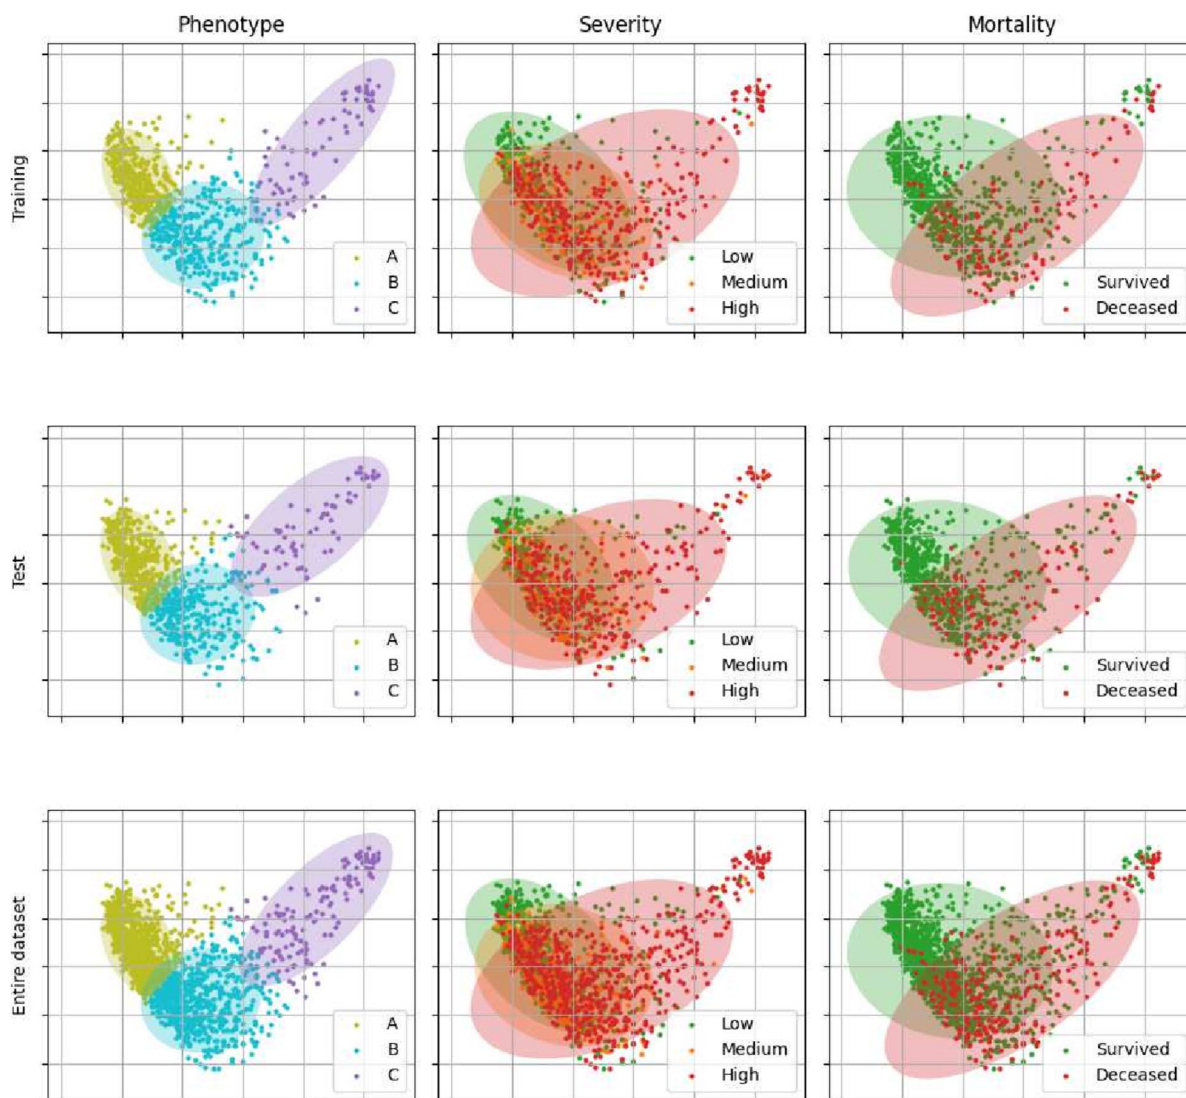 Phenotype
Severity
Mortality
Training
A
B
C
Low
Medium
High
Survived
Deceased
Test
A
B
C
Low
Medium
High
Survived
Deceased
Entire dataset
A
B
C
Low
Medium
High
Survived
Deceased